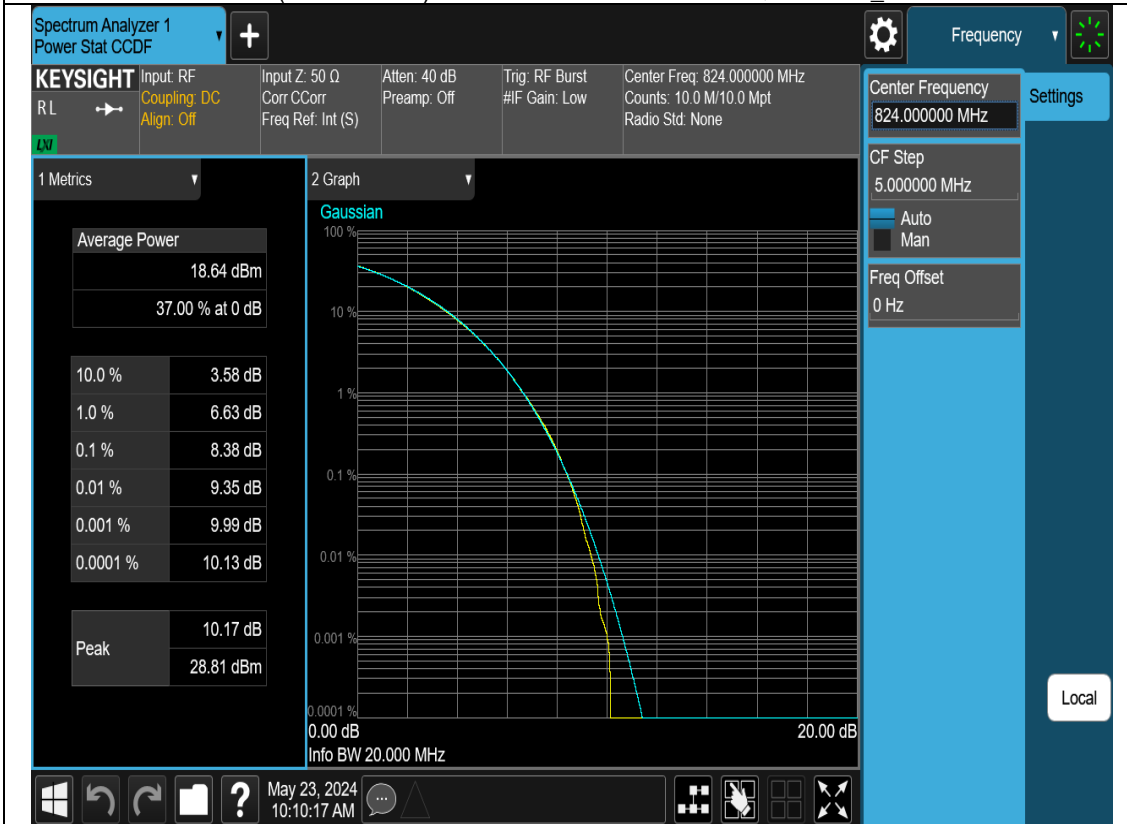 Spectrum Analyzer 1
Power Stat CCDF
Frequency
KEYSIGHT
RL
LXI
Input: RF
Coupling: DC
Align: Off
Input Z: 50 Ω
Corr CCorr
Freq Ref: Int (S)
Atten: 40 dB
Preamp: Off
Trig: RF Burst
#IF Gain: Low
Center Freq: 824.000000 MHz
Counts: 10.0 M/10.0 Mpt
Radio Std: None
Center Frequency
824.000000 MHz
Settings
CF Step
5.000000 MHz
Auto
Man
Freq Offset
0 Hz
Local
1 Metrics
Average Power
18.64 dBm
37.00 % at 0 dB
10.0 % 3.58 dB
1.0 % 6.63 dB
0.1 % 8.38 dB
0.01 % 9.35 dB
0.001 % 9.99 dB
0.0001 % 10.13 dB
Peak 10.17 dB
28.81 dBm
2 Graph
Gaussian
100 %
10 %
1 %
0.1 %
0.01 %
0.001 %
0.0001 %
0.00 dB 20.00 dB
Info BW 20.000 MHz
?
May 23, 2024
10:10:17 AM